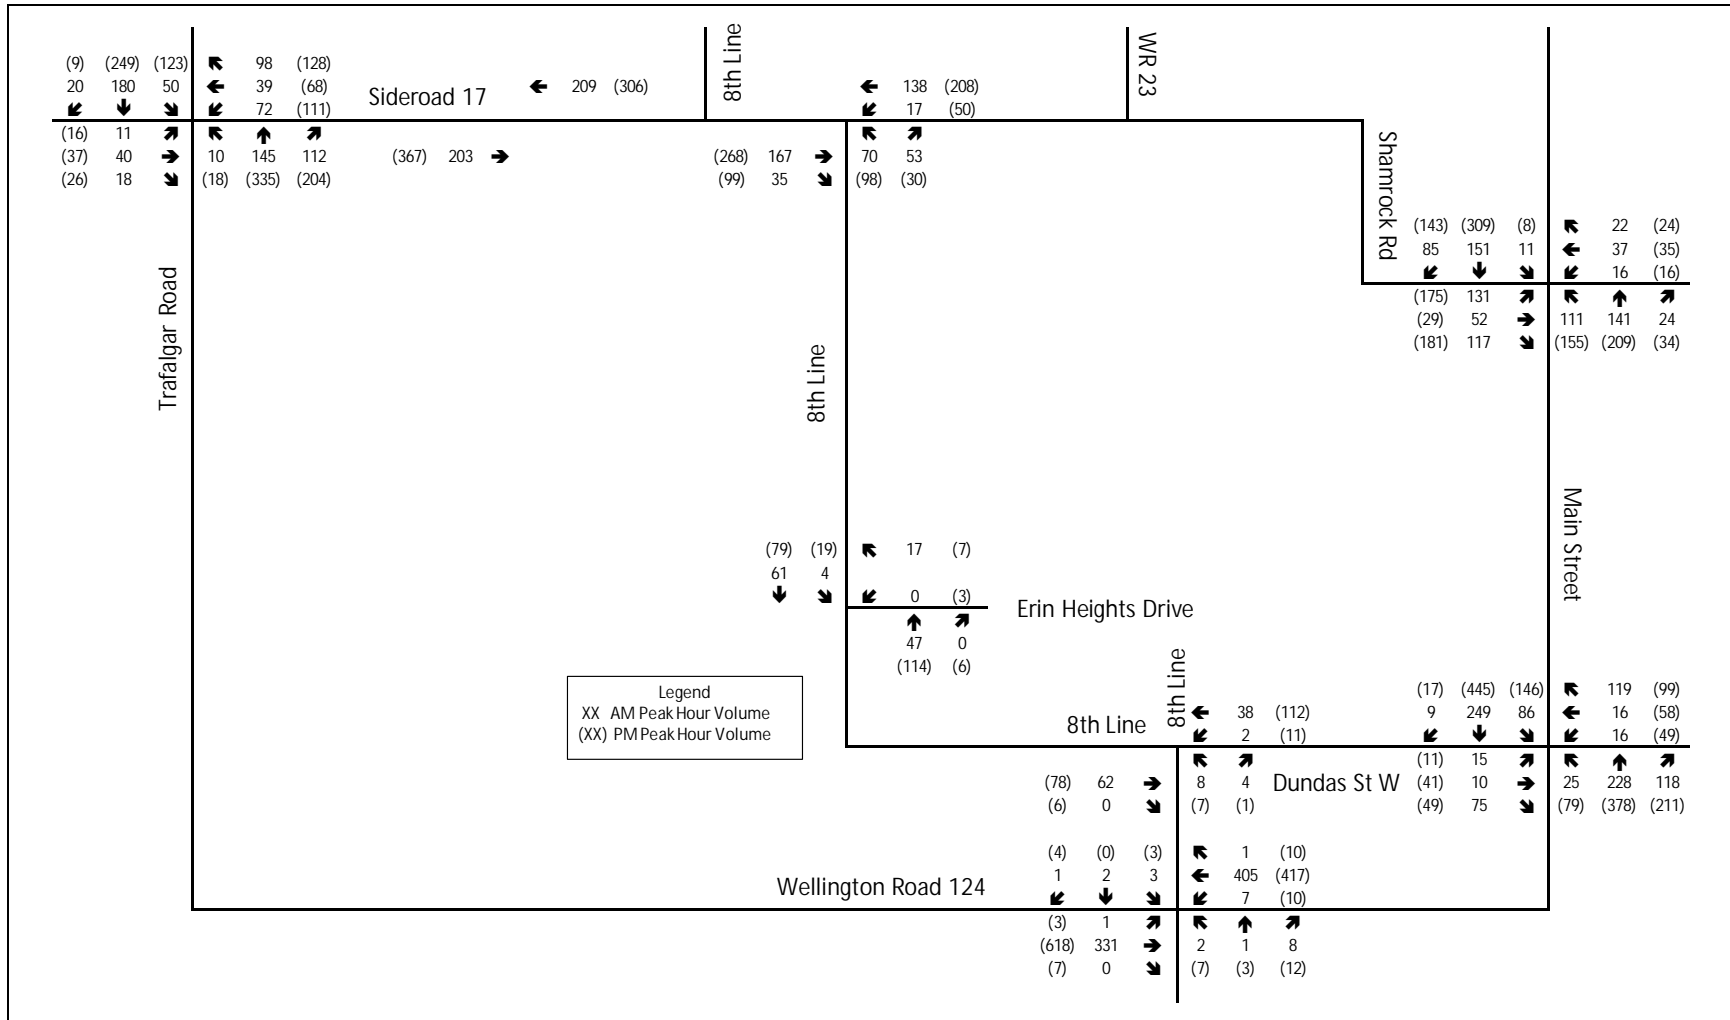 (9) (249) (123) 98 (128)
20 180 50 39 (68)
72 (111)
Sideroad 17
(16) 11
(37) 40 10 145 112
(26) 18 (18) (335) (204)
209 (306)
(367) 203
8th Line
138 (208)
17 (50)
(268) 167 70 53
(99) 35 (98) (30)
WR 23
Shamrock Rd
(143) (309) (8) 22 (24)
85 151 11 37 (35)
16 (16)
(175) 131
(29) 52 111 141 24
(181) 117 (155) (209) (34)
Trafalgar Road
8th Line
Main Street
(79) (19) 17 (7)
61 4
0 (3)
Erin Heights Drive
47 0
(114) (6)
Legend
XX AM Peak Hour Volume
(XX) PM Peak Hour Volume
8th Line
8th Line
38 (112)
2 (11)
(78) 62 8 4
(6) 0 (7) (1)
Dundas St W
(17) (445) (146) 119 (99)
9 249 86 16 (58)
16 (49)
(11) 15
(41) 10 25 228 118
(49) 75 (79) (378) (211)
Wellington Road 124
(4) (0) (3) 1 (10)
1 2 3 405 (417)
7 (10)
(3) 1
(618) 331 2 1 8
(7) 0 (7) (3) (12)